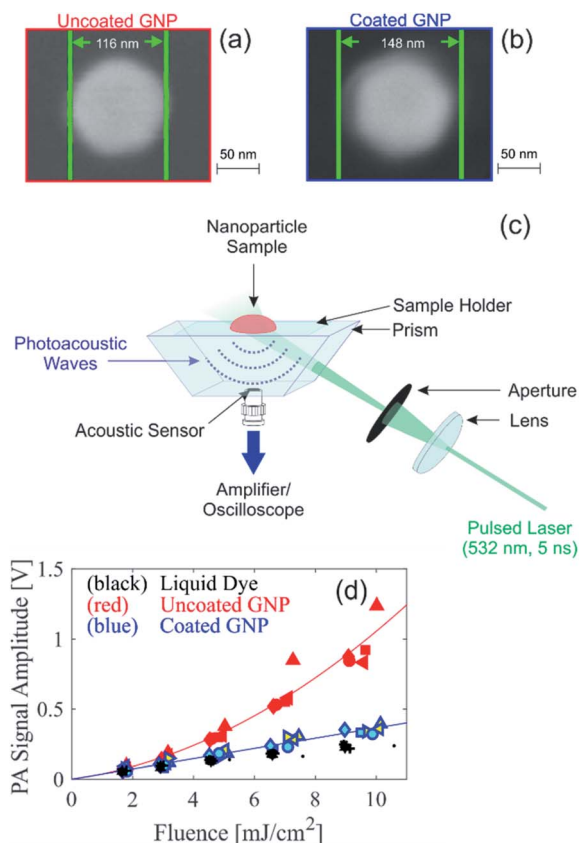 Uncoated GNP
(a)
116 nm
50 nm
Coated GNP
(b)
148 nm
50 nm
(c)
Nanoparticle
Sample
Sample Holder
Prism
Photoacoustic
Waves
Aperture
Lens
Acoustic Sensor
Amplifier/
Oscilloscope
Pulsed Laser
(532 nm, 5 ns)
PA Signal Amplitude [V]
1.5
1
0.5
0
(black) Liquid Dye
(red) Uncoated GNP
(blue) Coated GNP
(d)
0 2 4 6 8 10
Fluence [mJ/cm²]